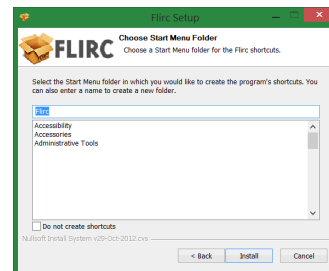 Flirc Setup
FLIRC
Choose Start Menu Folder
Choose a Start Menu folder for the Flirc shortcuts.
Select the Start Menu folder in which you would like to create the program's shortcuts. You
can also enter a name to create a new folder.
Flirc
Accessibility
Accessories
Administrative Tools
Do not create shortcuts
Nullsoft Install System v29-Oct-2012.cvs
< Back
Install
Cancel